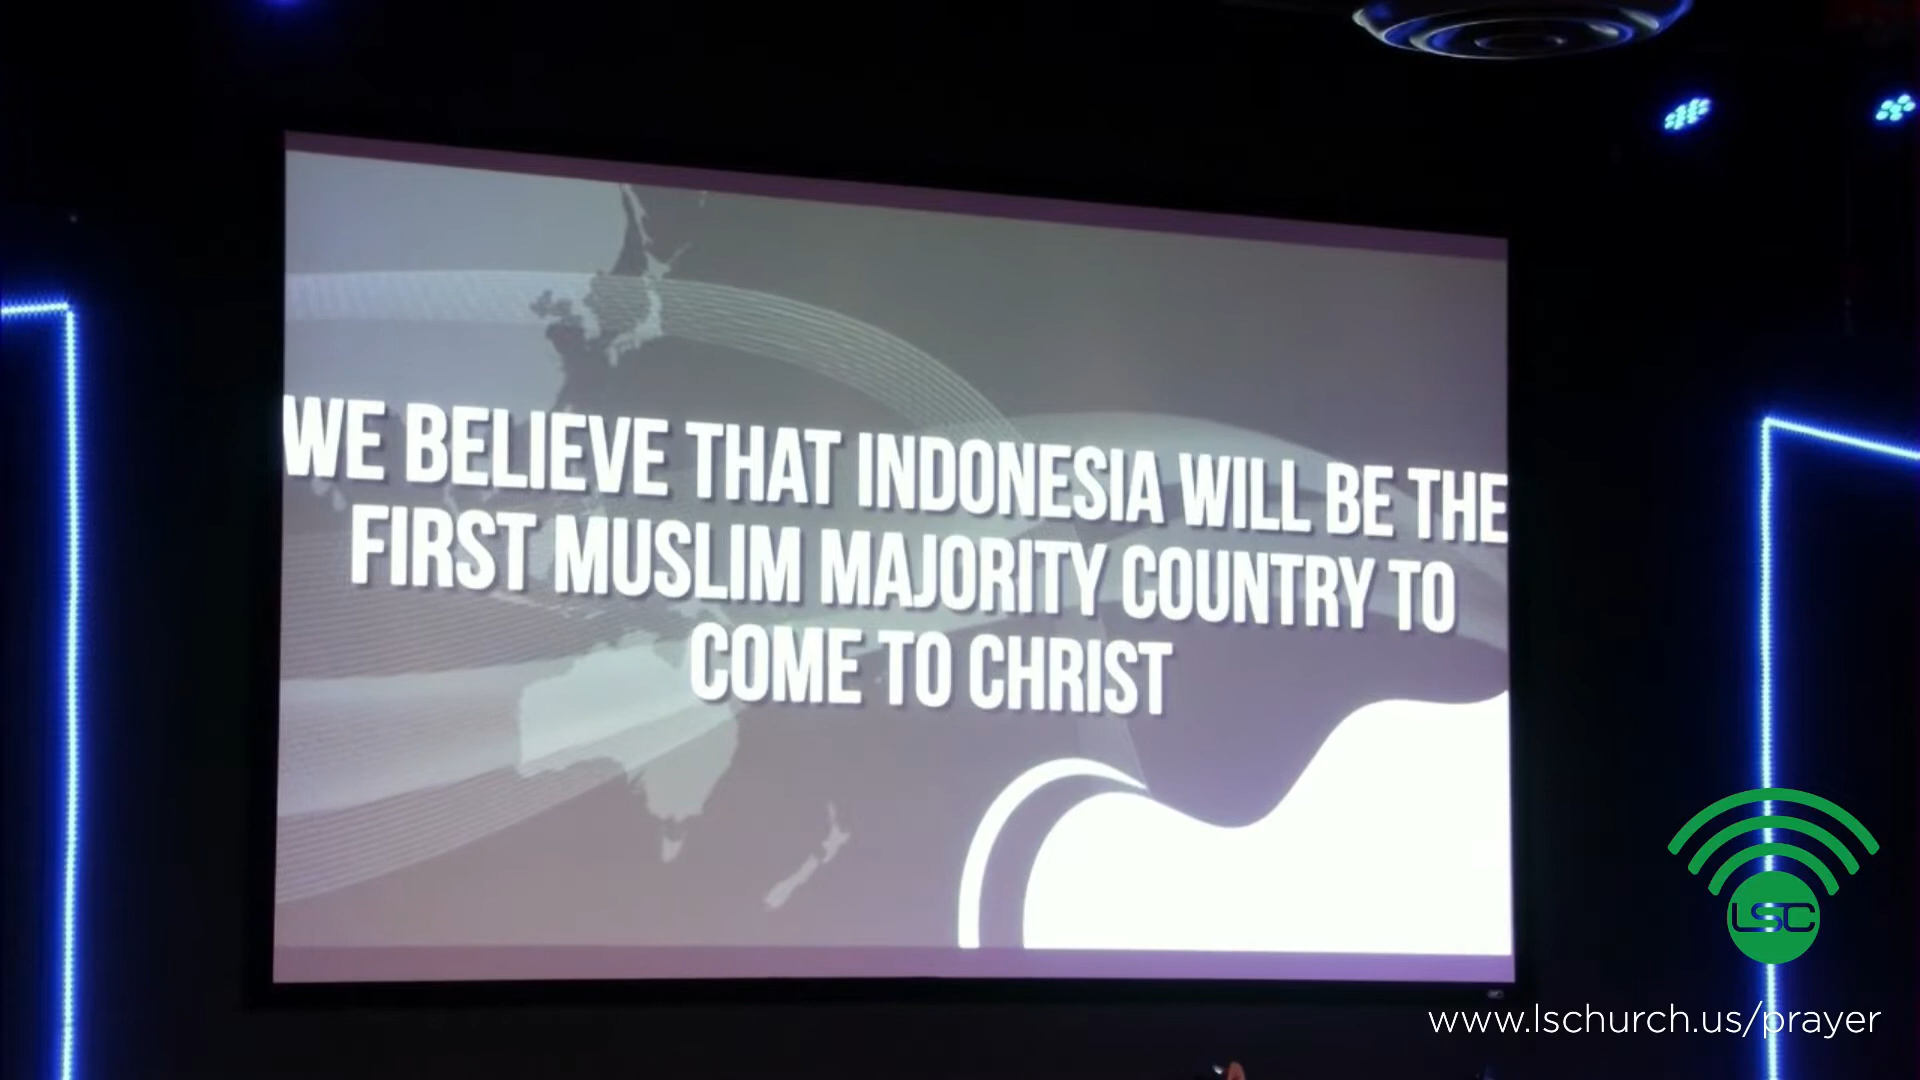 WE BELIEVE THAT INDONESIA WILL BE THE
FIRST MUSLIM MAJORITY COUNTRY TO
COME TO CHRIST
LSC
www.lschurch.us/prayer